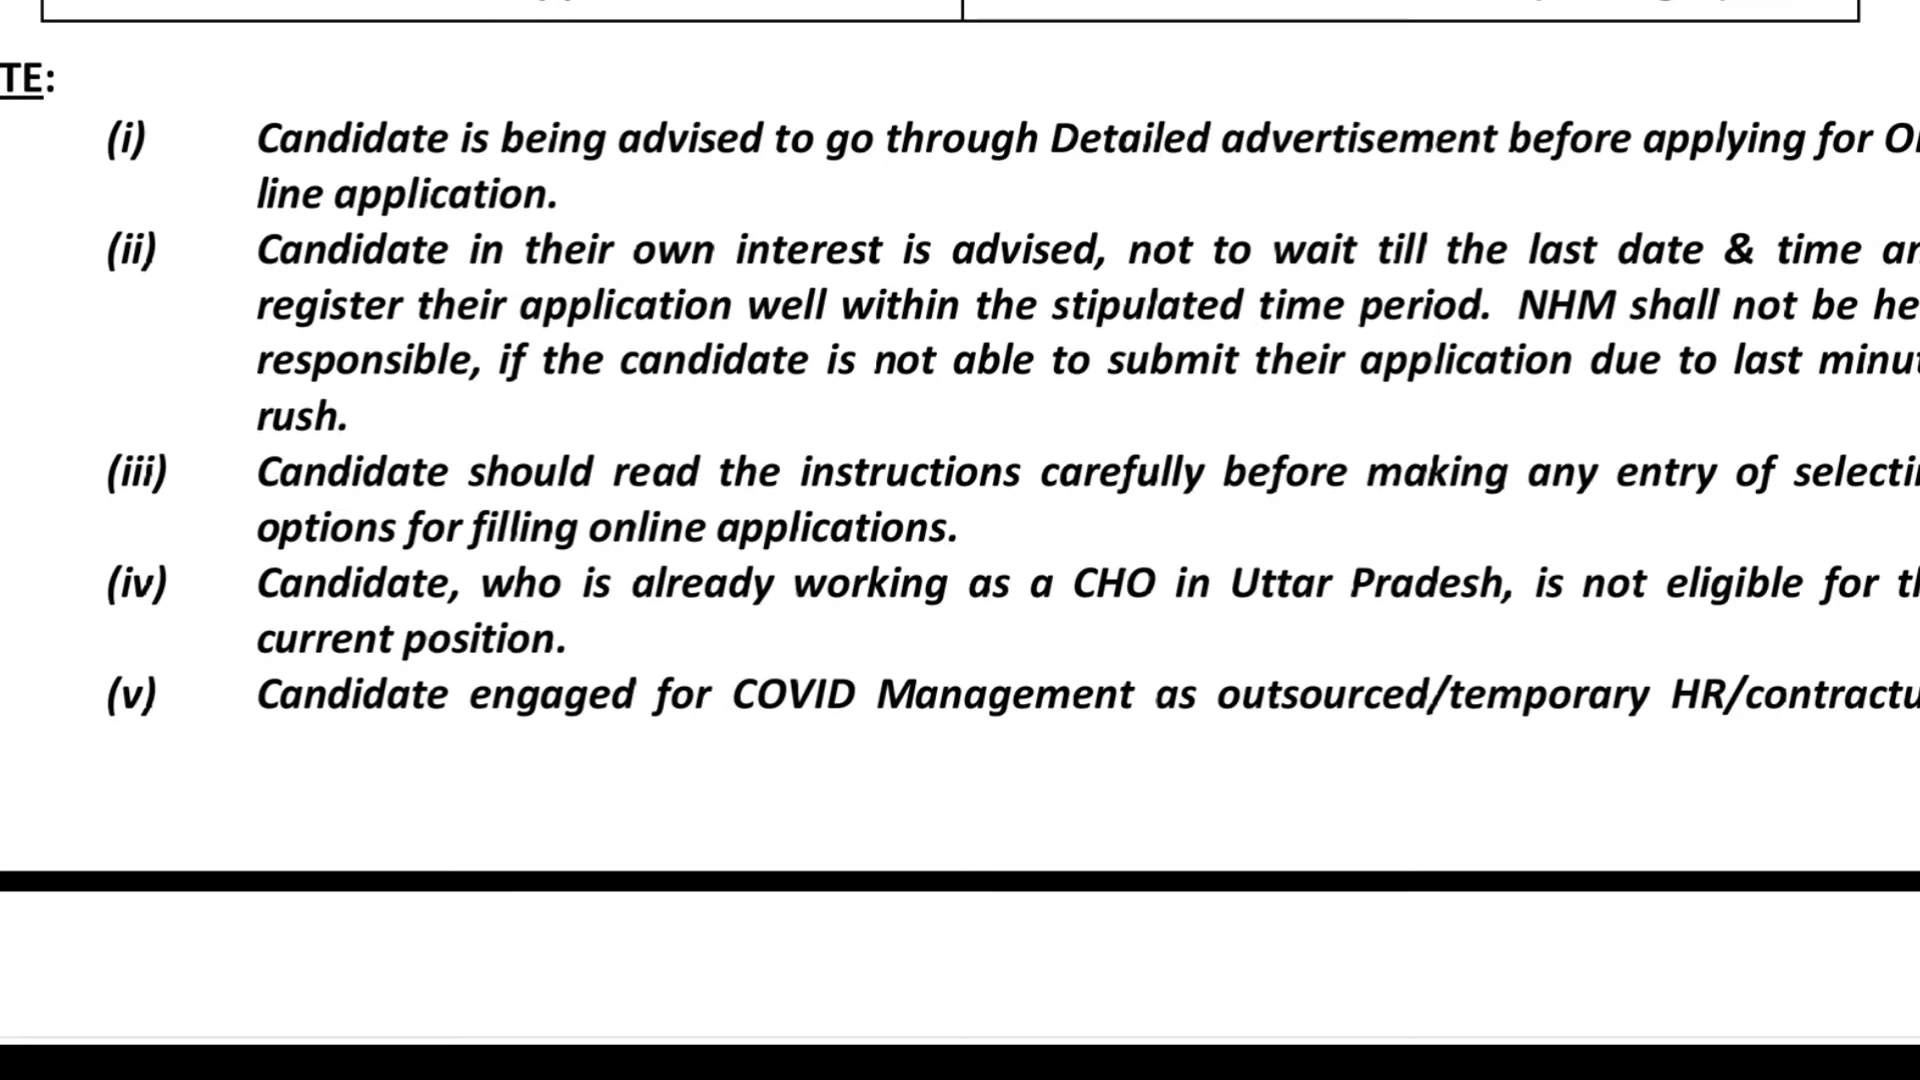 TE:
(i) Candidate is being advised to go through Detailed advertisement before applying for
line application.
(ii) Candidate in their own interest is advised, not to wait till the last date & time
register their application well within the stipulated time period. NHM shall not be
responsible, if the candidate is not able to submit their application due to last
rush.
(iii) Candidate should read the instructions carefully before making any entry of
options for filling online applications.
(iv) Candidate, who is already working as a CHO in Uttar Pradesh, is not eligible for
current position.
(v) Candidate engaged for COVID Management as outsourced/temporary